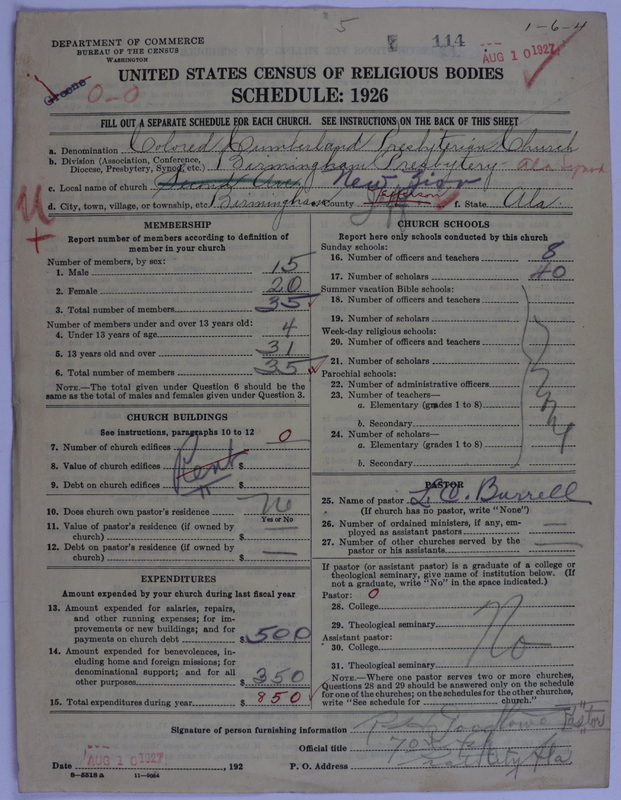 5
1-6-4
DEPARTMENT OF COMMERCE
BUREAU OF THE CENSUS
WASHINGTON
114
AUG 10 1927
UNITED STATES CENSUS OF RELIGIOUS BODIES
Greene
0-0
SCHEDULE: 1926
FILL OUT A SEPARATE SCHEDULE FOR EACH CHURCH. SEE INSTRUCTIONS ON THE BACK OF THIS SHEET
a. Denomination Colored Cumberland Presbyterian Church
b. Division (Association, Conference, Diocese, Presbytery, Synod, etc.) Birmingham Presbytery - Ala Synod
c. Local name of church Second Ave New Zion
d. City, town, village, or township, etc. Birmingham County Jefferson f. State Ala.
MEMBERSHIP
Report number of members according to definition of
member in your church
Number of members, by sex:
1. Male 15
2. Female 20
3. Total number of members 35
Number of members under and over 13 years old:
4. Under 13 years of age 4
5. 13 years old and over 31
6. Total number of members 35
NOTE.—The total given under Question 6 should be the
same as the total of males and females given under Question 3.
CHURCH BUILDINGS
See instructions, paragraphs 10 to 12
7. Number of church edifices 0
8. Value of church edifices $ Rent
9. Debt on church edifices $ "
10. Does church own pastor's residence No
Yes or No
11. Value of pastor's residence (if owned by
church) $ —
12. Debt on pastor's residence (if owned by
church) $ —
EXPENDITURES
Amount expended by your church during last fiscal year
13. Amount expended for salaries, repairs,
and other running expenses; for im-
provements or new buildings; and for
payments on church debt $ 500
14. Amount expended for benevolences, in-
cluding home and foreign missions; for
denominational support; and for all
other purposes $ 350
15. Total expenditures during year $ 850
CHURCH SCHOOLS
Report here only schools conducted by this church
Sunday schools:
16. Number of officers and teachers 8
17. Number of scholars 40
Summer vacation Bible schools:
18. Number of officers and teachers
19. Number of scholars
Week-day religious schools:
20. Number of officers and teachers
21. Number of scholars
Parochial schools:
22. Number of administrative officers
23. Number of teachers—
a. Elementary (grades 1 to 8)
b. Secondary
24. Number of scholars—
a. Elementary (grades 1 to 8)
b. Secondary
PASTOR
25. Name of pastor L. O. Burrell
(If church has no pastor, write "None")
26. Number of ordained ministers, if any, em-
ployed as assistant pastors —
27. Number of other churches served by the
pastor or his assistants —
If pastor (or assistant pastor) is a graduate of a college or
theological seminary, give name of institution below. (If
not a graduate, write "No" in the space indicated.)
Pastor: 0
28. College
29. Theological seminary No
Assistant pastor:
30. College
31. Theological seminary
NOTE.—Where one pastor serves two or more churches,
Questions 28 and 29 should be answered only on the schedule
for one of the churches; on the schedules for the other churches,
write "See schedule for church."
Signature of person furnishing information
Official title Pastor
Date AUG 10 1927, 192 P. O. Address Ala
8—5518 a 11—9064